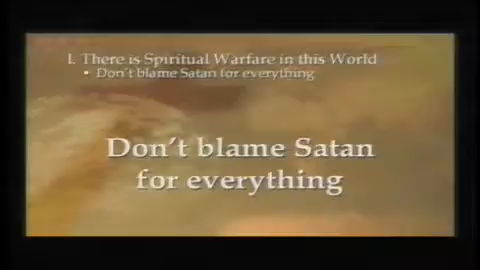 I. There is Spiritual Warfare in this World
• Don't blame Satan for everything
Don't blame Satan
for everything